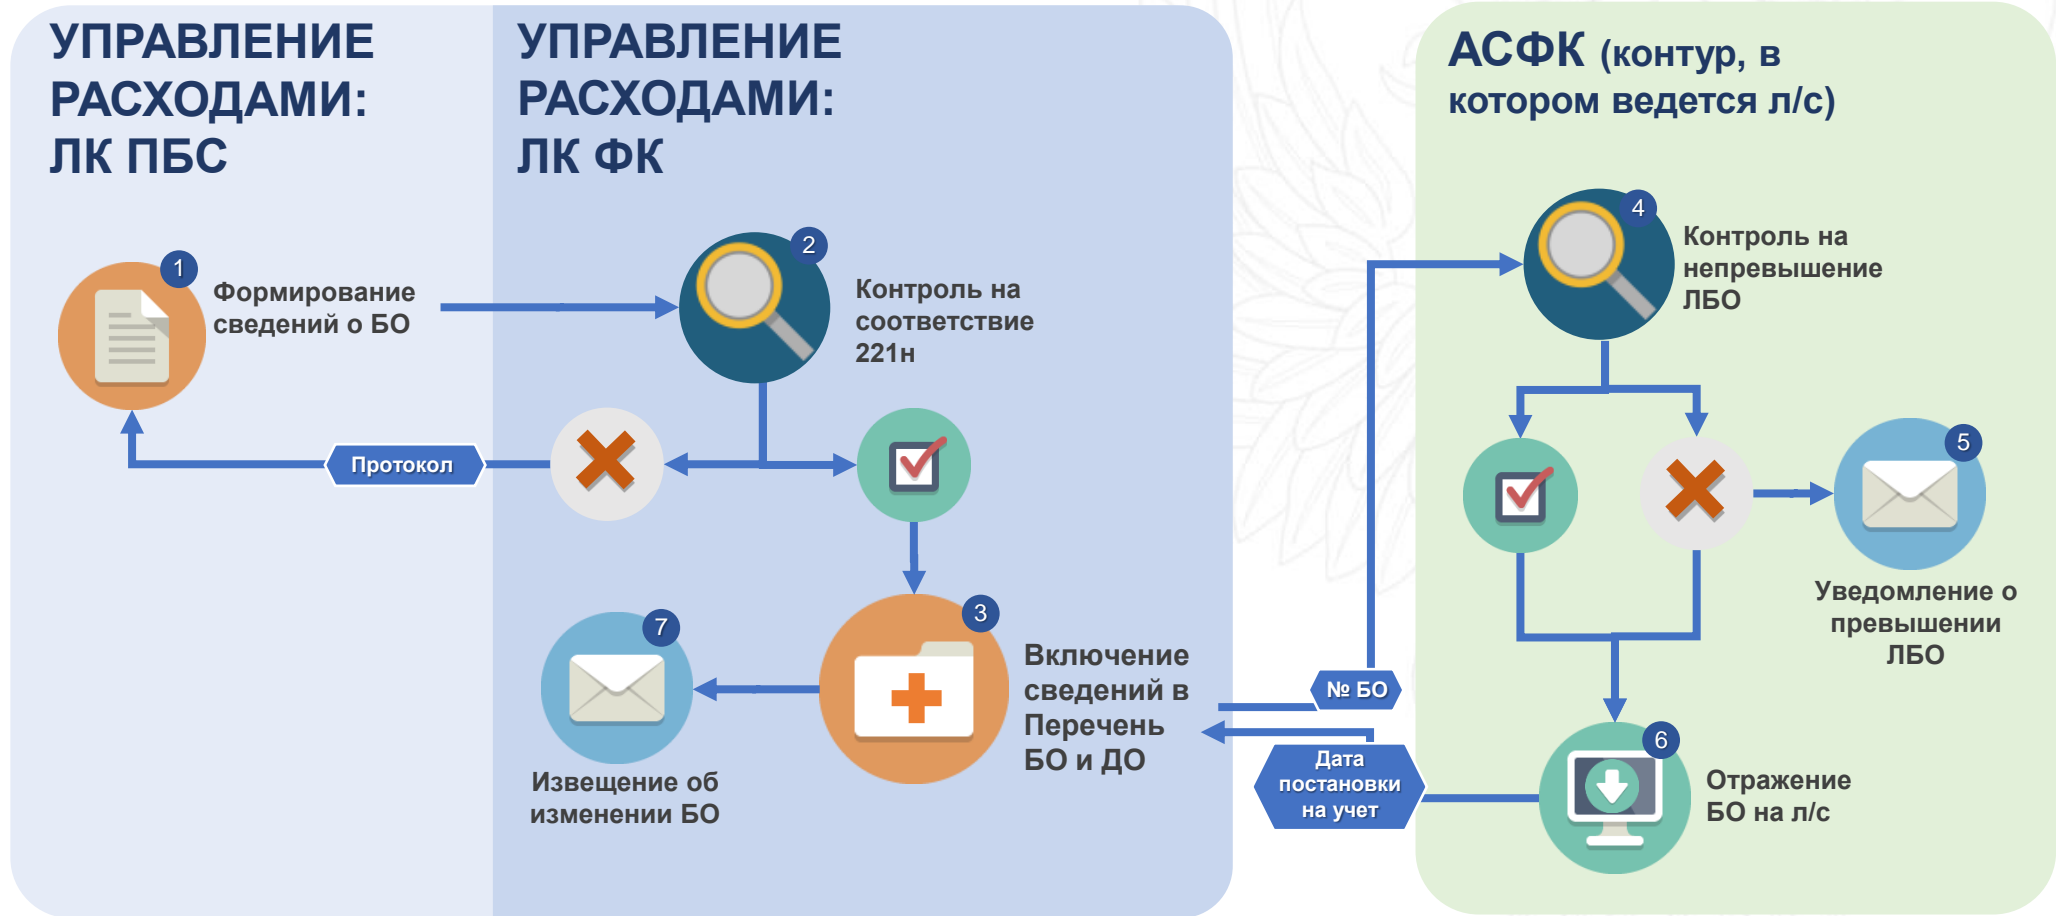 УПРАВЛЕНИЕ
РАСХОДАМИ:
ЛК ПБС
УПРАВЛЕНИЕ
РАСХОДАМИ:
ЛК ФК
АСФК (контур, в
котором ведется л/с)
1
Формирование
сведений о БО
2
Контроль на
соответствие
221н
Протокол
3
Включение
сведений в
Перечень
БО и ДО
7
Извещение об
изменении БО
№ БО
Дата
постановки
на учет
4
Контроль на
непревышение
ЛБО
5
Уведомление о
превышении
ЛБО
6
Отражение
БО на л/с